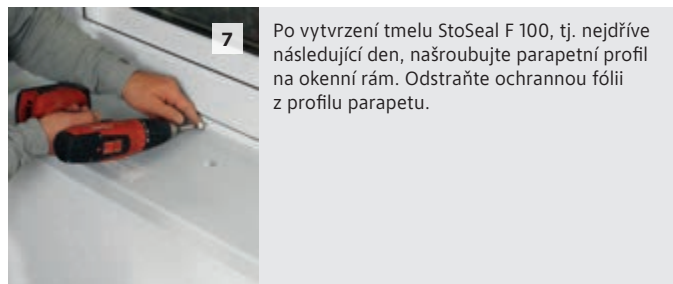 7
Po vytvrzení tmelu StoSeal F 100, tj. nejdříve
následující den, našroubujte parapetní profil
na okenní rám. Odstraňte ochrannou fólii
z profilu parapetu.